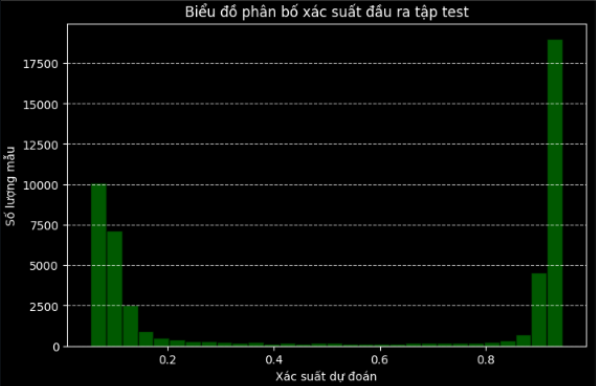 Biểu đồ phân bố xác suất đầu ra tập test
17500
15000
12500
10000
7500
5000
2500
0
Số lượng mẫu
0.2 0.4 0.6 0.8
Xác suất dự đoán